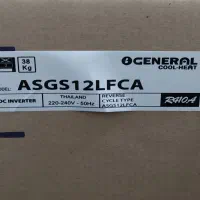 38
Kg
GENERAL
COOL-HEAT
MODEL:
ASGS12LFCA
DC INVERTER
THAILAND
220-240V - 50Hz
REVERSE
CYCLE TYPE
ASGS12LFCA
R410A